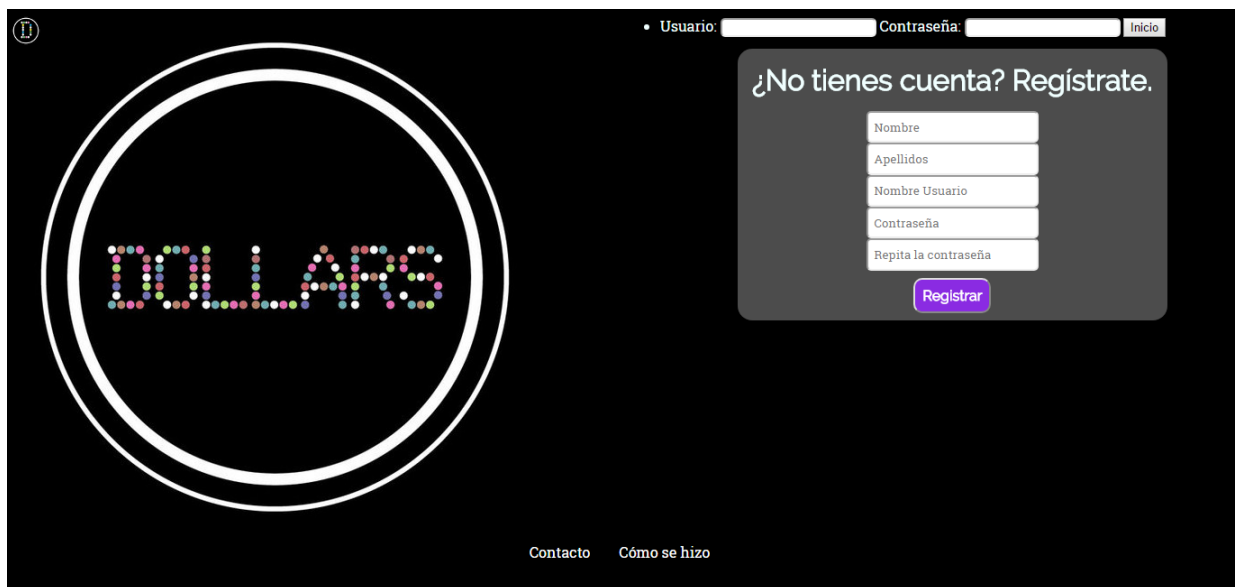 D
Usuario: Contraseña: Inicio
DOLLARS
¿No tienes cuenta? Regístrate.
Nombre
Apellidos
Nombre Usuario
Contraseña
Repita la contraseña
Registrar
Contacto Cómo se hizo